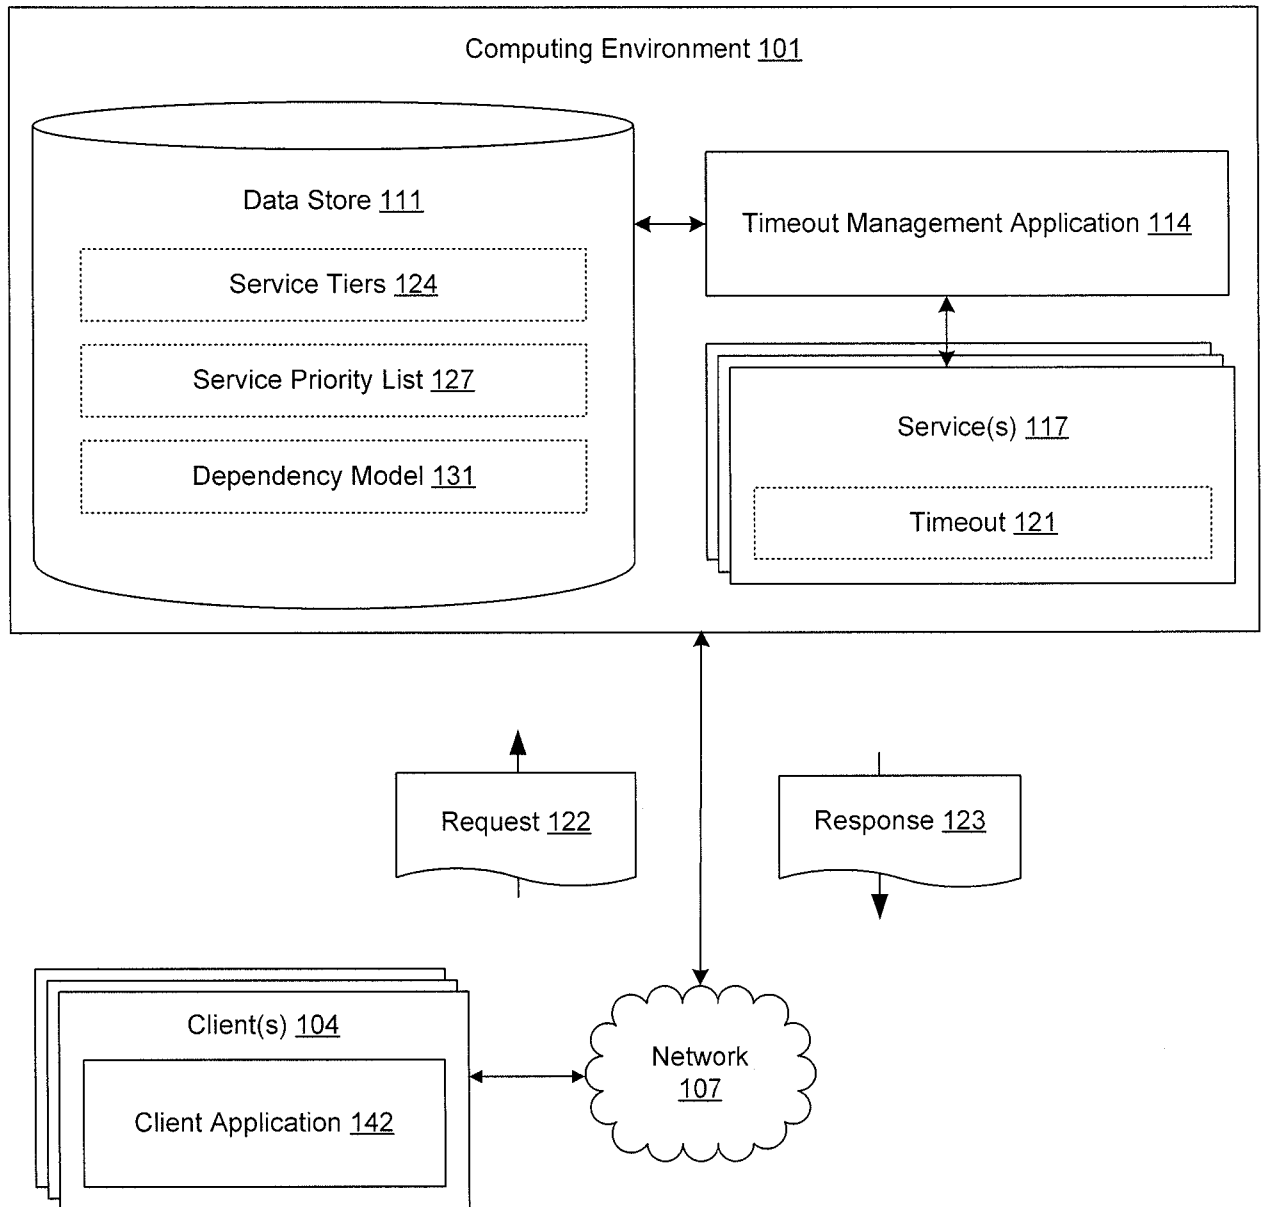 Computing Environment 101
Data Store 111
Service Tiers 124
Service Priority List 127
Dependency Model 131
Timeout Management Application 114
Service(s) 117
Timeout 121
Request 122
Response 123
Client(s) 104
Client Application 142
Network
107